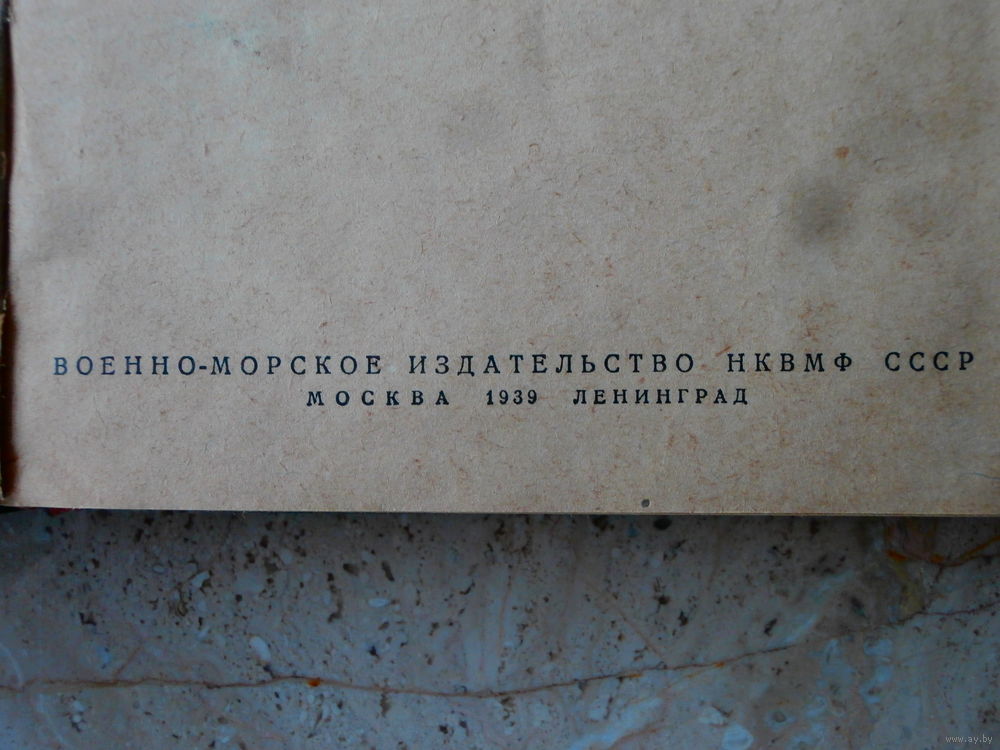 ВОЕННО-МОРСКОЕ ИЗДАТЕЛЬСТВО НКВМФ СССР
МОСКВА 1939 ЛЕНИНГРАД
www.ay.by